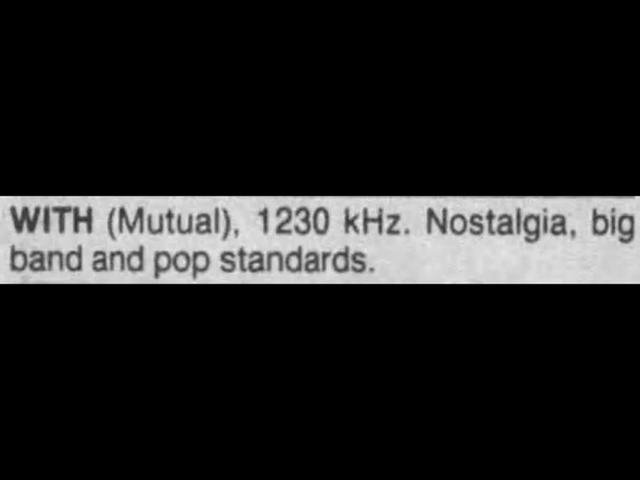 WITH (Mutual), 1230 kHz. Nostalgia, big
band and pop standards.